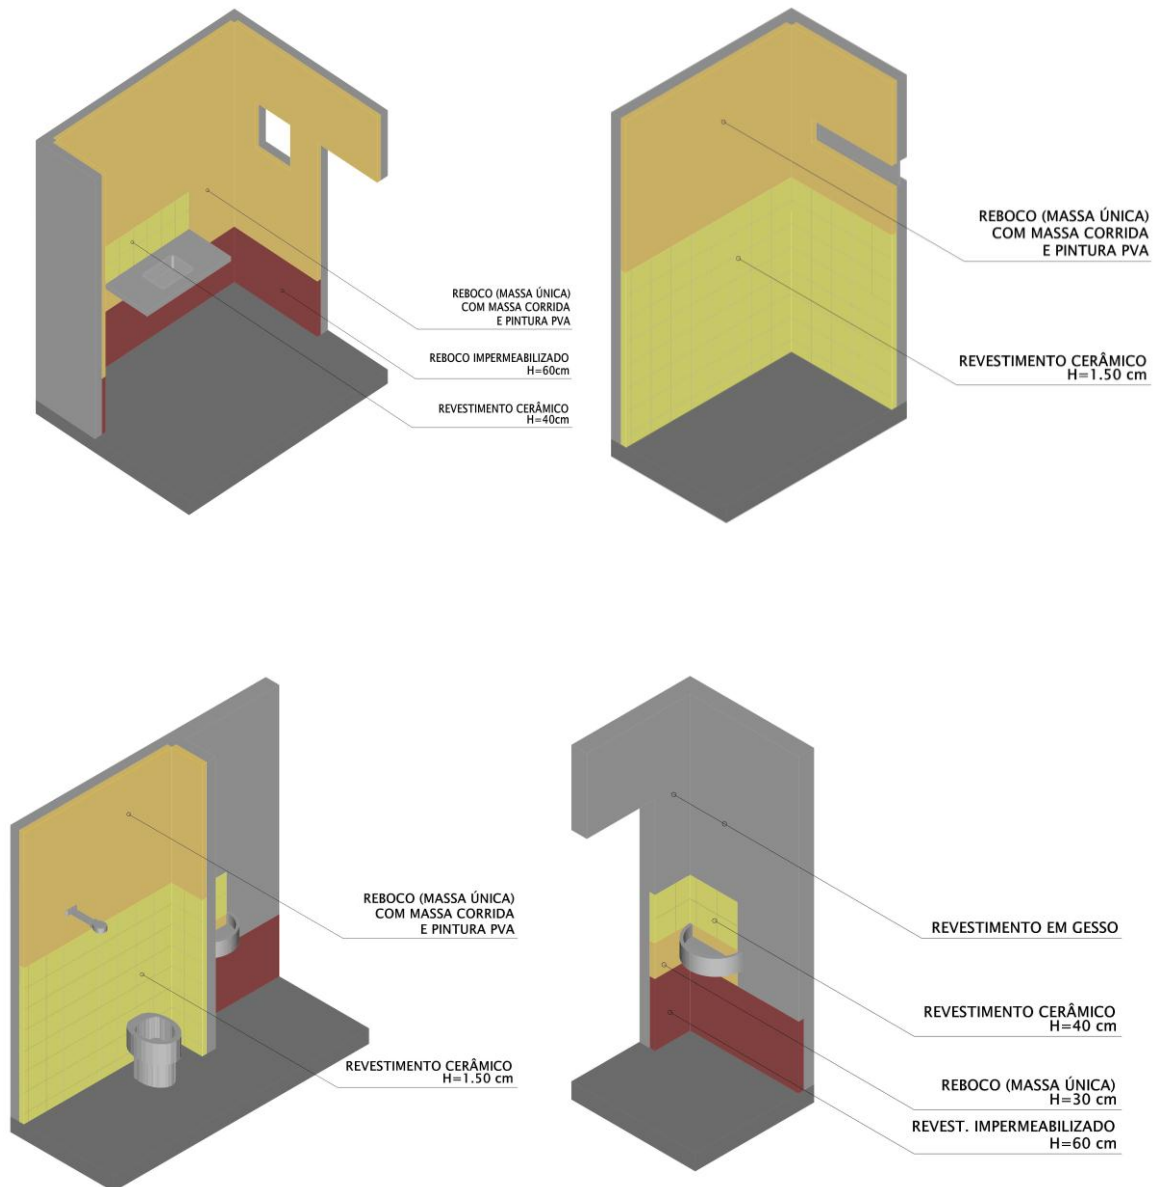 REBOCO (MASSA ÚNICA)
COM MASSA CORRIDA
E PINTURA PVA
REBOCO IMPERMEABILIZADO
H=60cm
REVESTIMENTO CERÂMICO
H=40cm
REBOCO (MASSA ÚNICA)
COM MASSA CORRIDA
E PINTURA PVA
REVESTIMENTO CERÂMICO
H=1.50 cm
REBOCO (MASSA ÚNICA)
COM MASSA CORRIDA
E PINTURA PVA
REVESTIMENTO CERÂMICO
H=1.50 cm
REVESTIMENTO EM GESSO
REVESTIMENTO CERÂMICO
H=40 cm
REBOCO (MASSA ÚNICA)
H=30 cm
REVEST. IMPERMEABILIZADO
H=60 cm